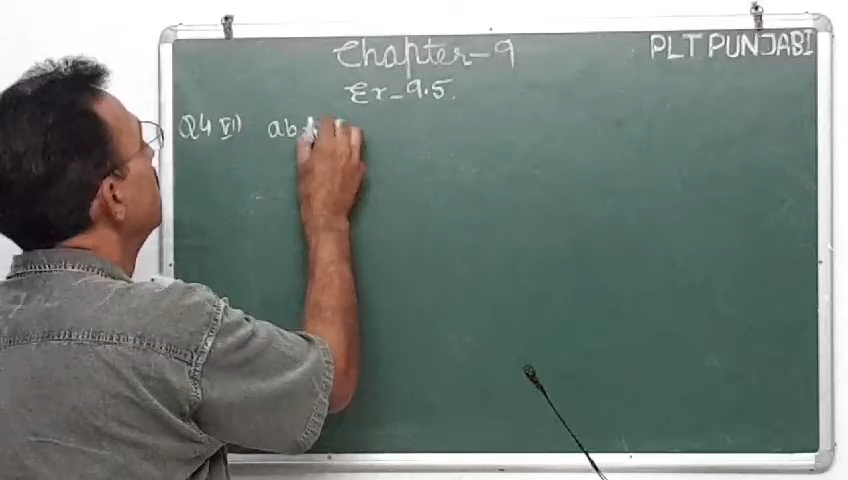 Chapter-9
PLT PUNJABI
Ex-9.5.
Q4 VI) ab